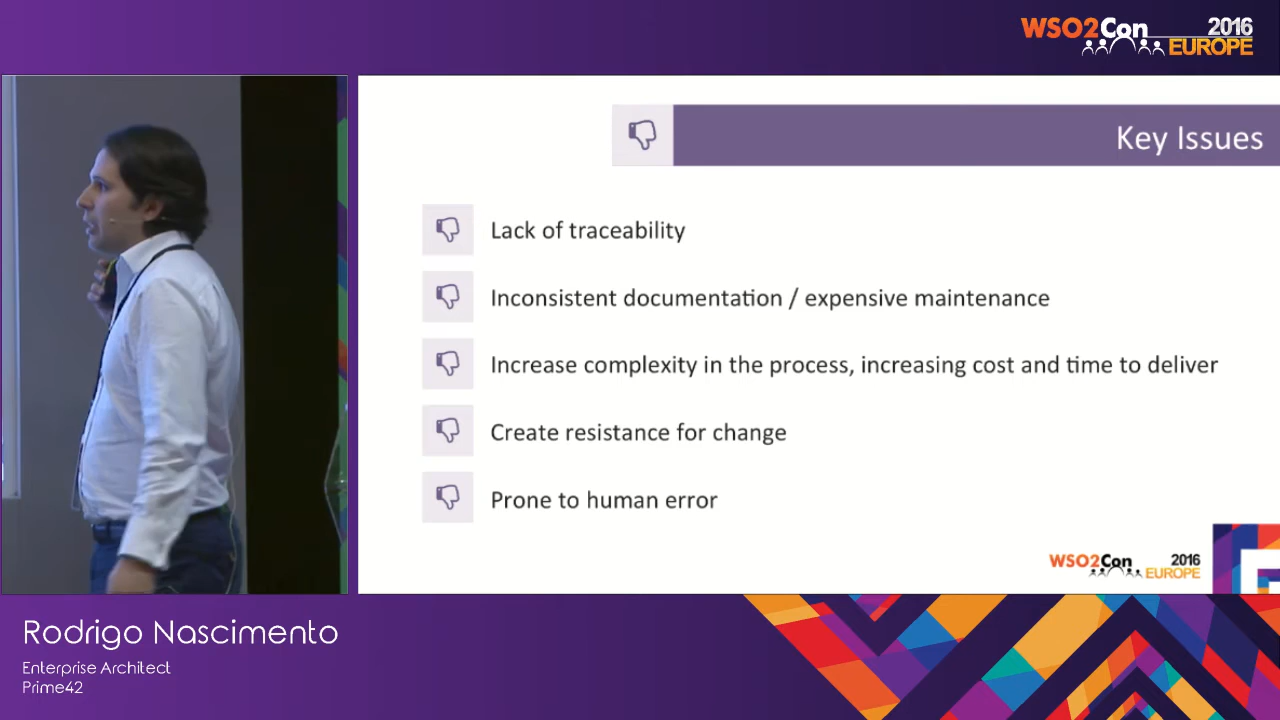 WSO2Con 2016
EUROPE
Key Issues
Lack of traceability
Inconsistent documentation / expensive maintenance
Increase complexity in the process, increasing cost and time to deliver
Create resistance for change
Prone to human error
WSO2Con 2016
EUROPE
Rodrigo Nascimento
Enterprise Architect
Prime42